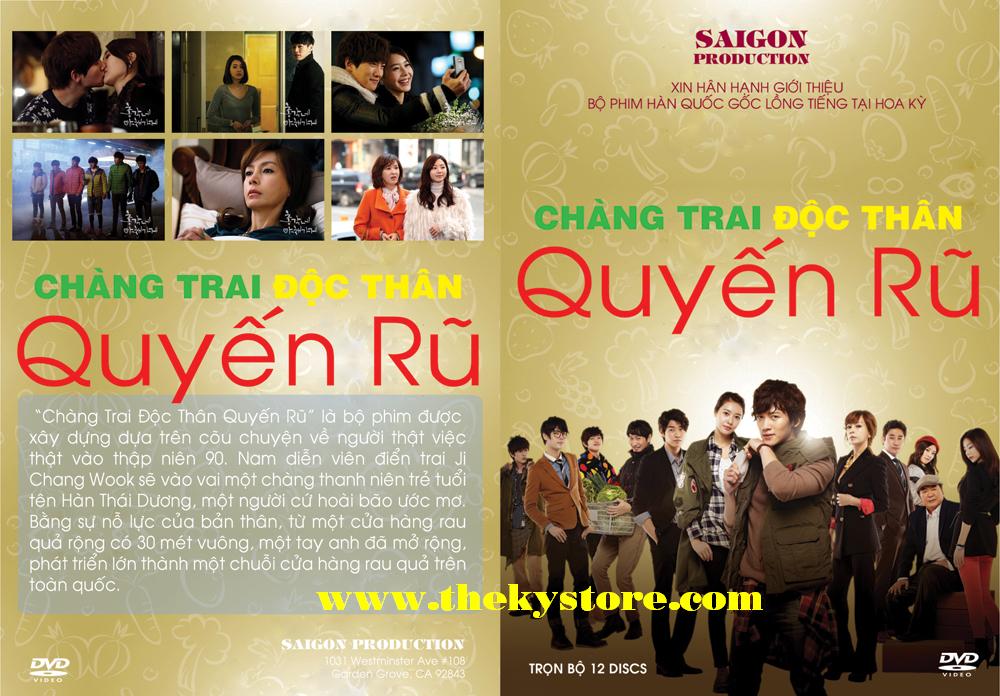 CHÀNG TRAI ĐỘC THÂN
Quyến Rũ
“Chàng Trai Độc Thân Quyến Rũ” là bộ phim được
xây dựng dựa trên câu chuyện về người thật việc
thật vào thập niên 90. Nam diễn viên điển trai Ji
Chang Wook sẽ vào vai một chàng thanh niên trẻ tuổi
tên Hàn Thái Dương, một người cứ hoài bão ước mơ.
Bằng sự nỗ lực của bản thân, từ một cửa hàng rau
quả rộng có 30 mét vuông, một tay anh đã mở rộng,
phát triển lớn thành một chuỗi cửa hàng rau quả trên
toàn quốc.
SAIGON PRODUCTION
1031 Westminster Ave #108
Garden Grove, CA 92843
DVD
VIDEO
SAIGON
PRODUCTION
XIN HÂN HẠNH GIỚI THIỆU
BỘ PHIM HÀN QUỐC GỐC LỒNG TIẾNG TẠI HOA KỲ
CHÀNG TRAI ĐỘC THÂN
Quyến Rũ
www.thekystore.com
TRỌN BỘ 12 DISCS
DVD
VIDEO